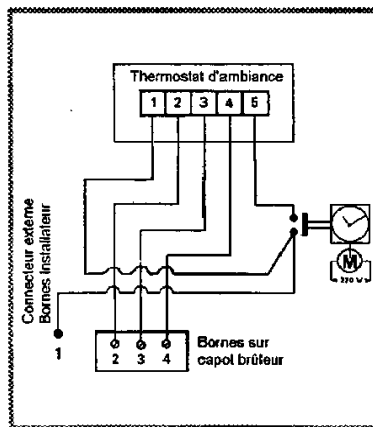 Thermostat d'ambiance
1 2 3 4 5
Connecteur externe
Bornes Installateur
M
220 V
1
2 3 4
Bornes sur
capot brûleur